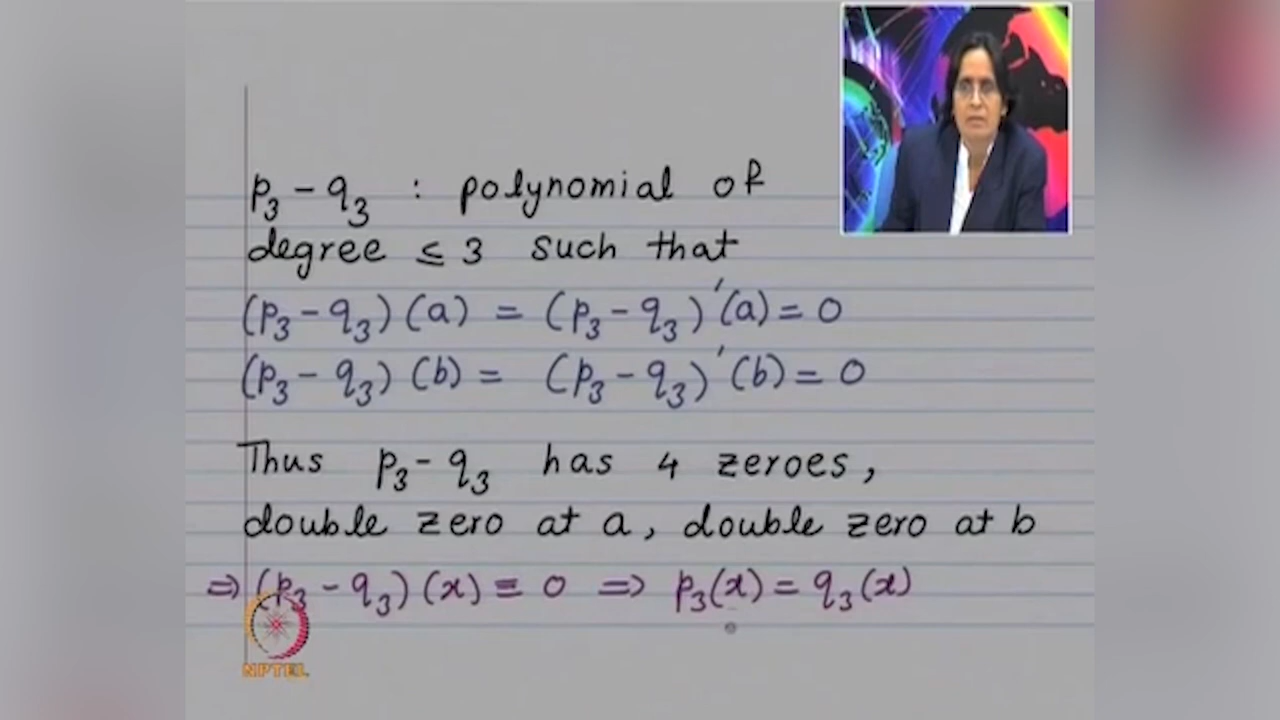 p₃ - q₃ : polynomial of
degree ≤ 3 such that
(p₃ - q₃)(a) = (p₃ - q₃)'(a) = 0
(p₃ - q₃)(b) = (p₃ - q₃)'(b) = 0
Thus p₃ - q₃ has 4 zeroes,
double zero at a, double zero at b
⇒ (p₃ - q₃)(x) ≡ 0 ⇒ p₃(x) = q₃(x)
NPTEL